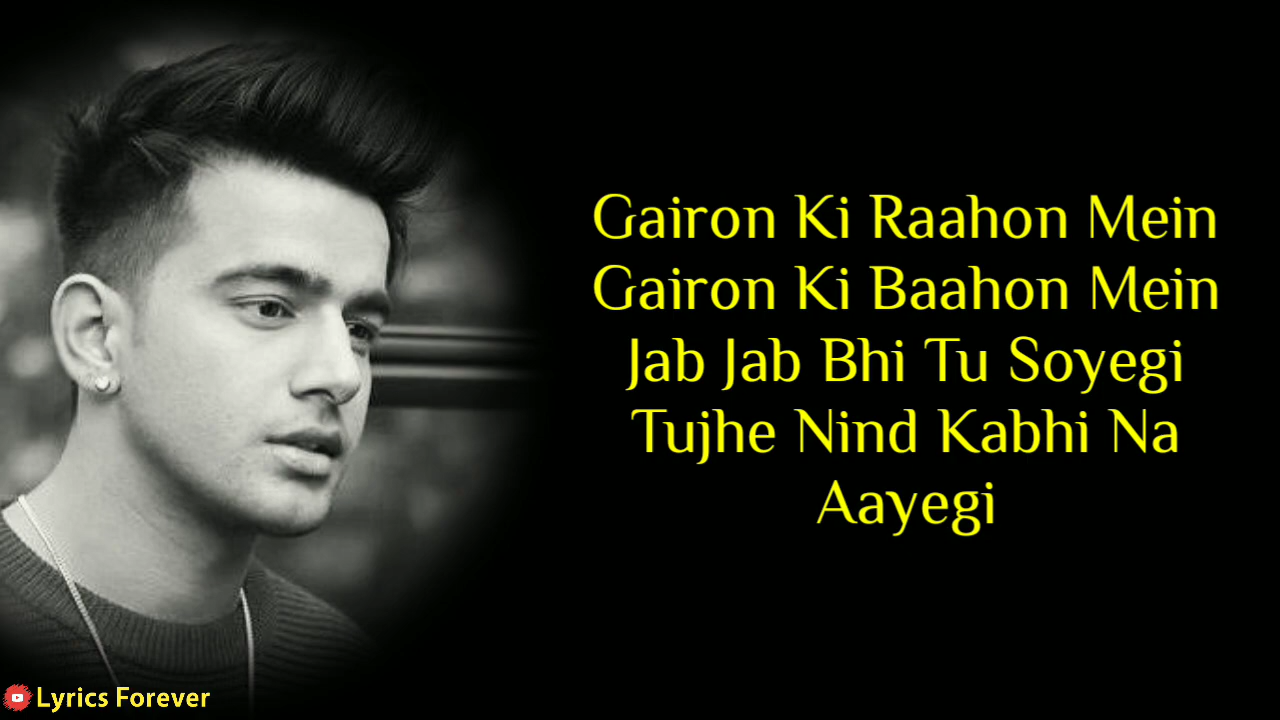 Gairon Ki Raahon Mein
Gairon Ki Baahon Mein
Jab Jab Bhi Tu Soyegi
Tujhe Nind Kabhi Na
Aayegi
Lyrics Forever